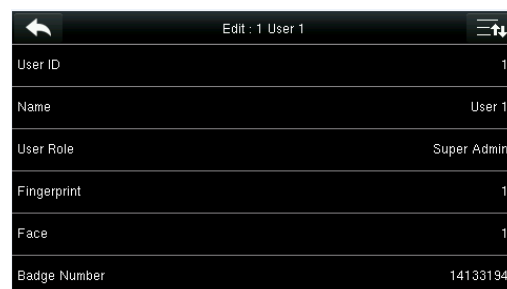 Edit : 1 User 1
User ID 1
Name User 1
User Role Super Admin
Fingerprint 1
Face 1
Badge Number 14133194